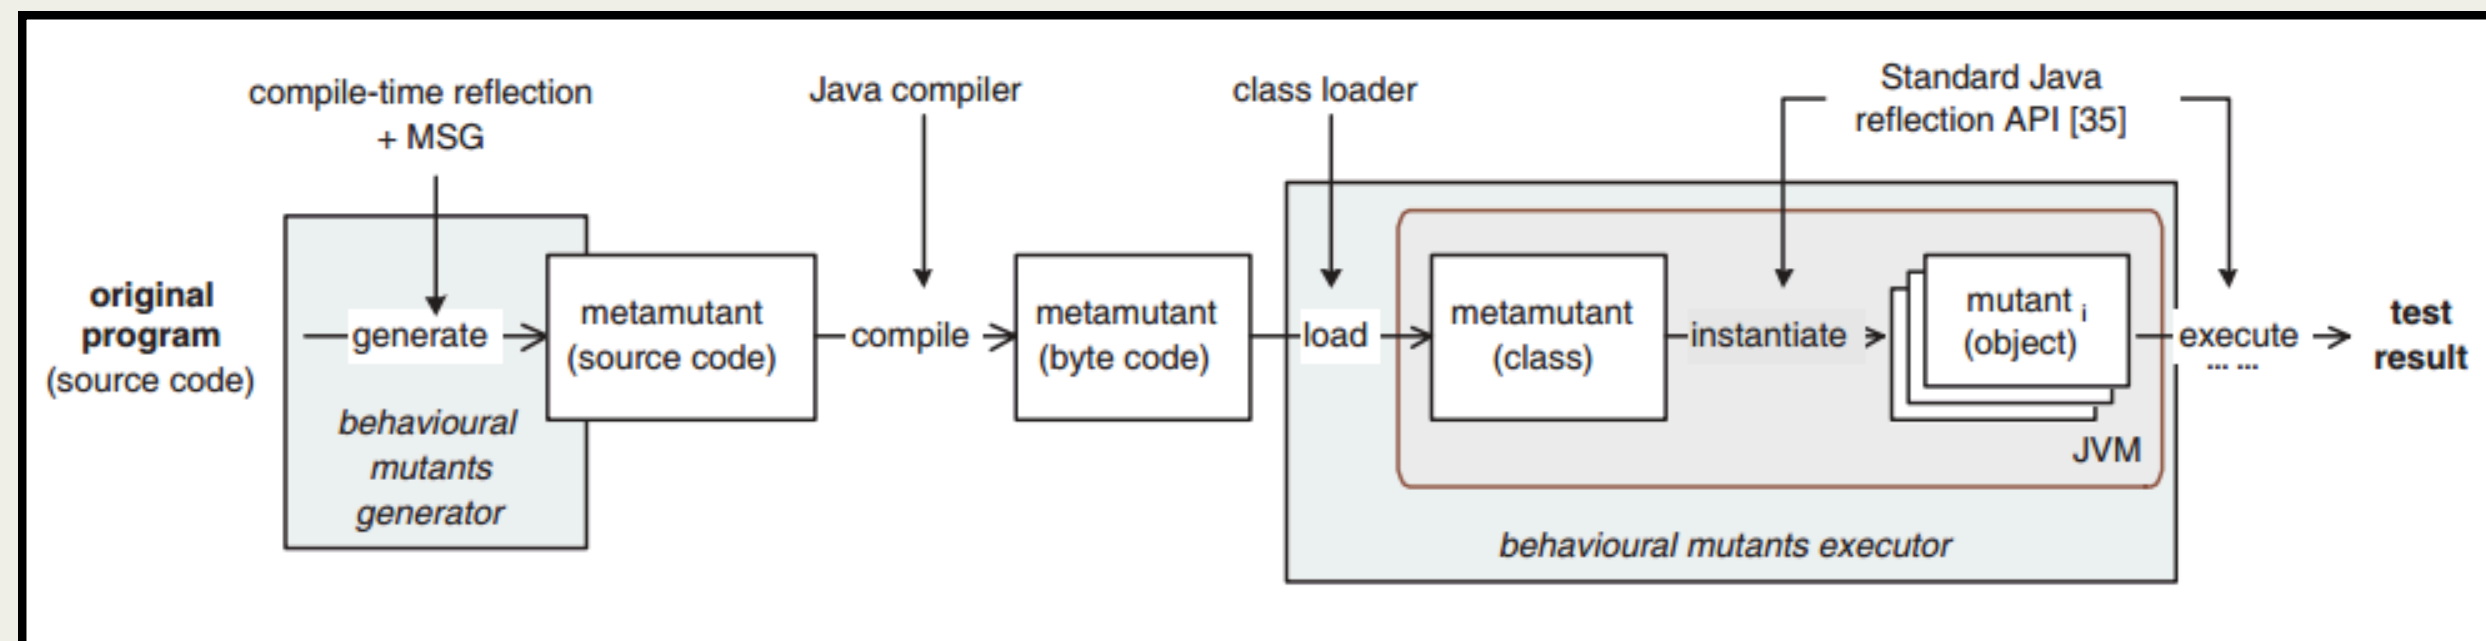 compile-time reflection
+ MSG
Java compiler
class loader
Standard Java
reflection API [35]
original
program
(source code)
generate
behavioural
mutants
generator
metamutant
(source code)
compile
metamutant
(byte code)
load
metamutant
(class)
instantiate
mutant i
(object)
JVM
behavioural mutants executor
execute
... ...
test
result